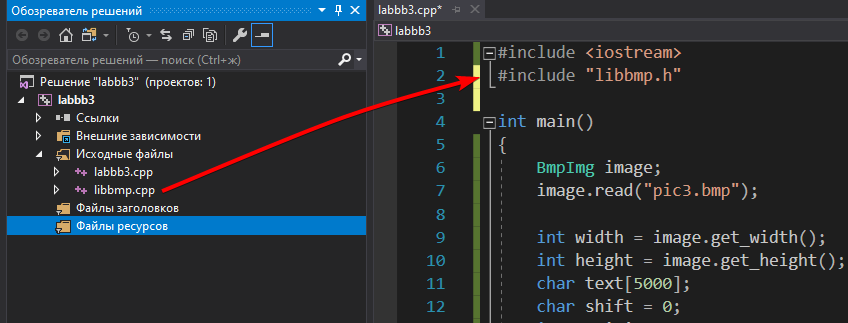 Обозреватель решений
Обозреватель решений — поиск (Ctrl+ж)
Решение "labbb3" (проектов: 1)
labbb3
Ссылки
Внешние зависимости
Исходные файлы
labbb3.cpp
libbmp.cpp
Файлы заголовков
Файлы ресурсов
labbb3.cpp*
labbb3
1 #include <iostream>
2 #include "libbmp.h"
3
4 int main()
5 {
6 BmpImg image;
7 image.read("pic3.bmp");
8
9 int width = image.get_width();
10 int height = image.get_height();
11 char text[5000];
12 char shift = 0;